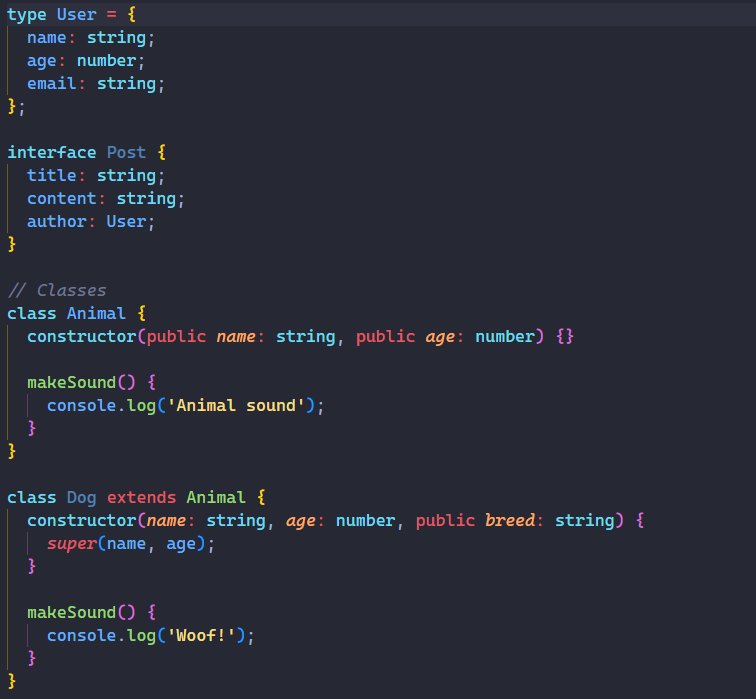 type User = {
  name: string;
  age: number;
  email: string;
};

interface Post {
  title: string;
  content: string;
  author: User;
}

// Classes
class Animal {
  constructor(public name: string, public age: number) {}

  makeSound() {
    console.log('Animal sound');
  }
}

class Dog extends Animal {
  constructor(name: string, age: number, public breed: string) {
    super(name, age);
  }

  makeSound() {
    console.log('Woof!');
  }
}